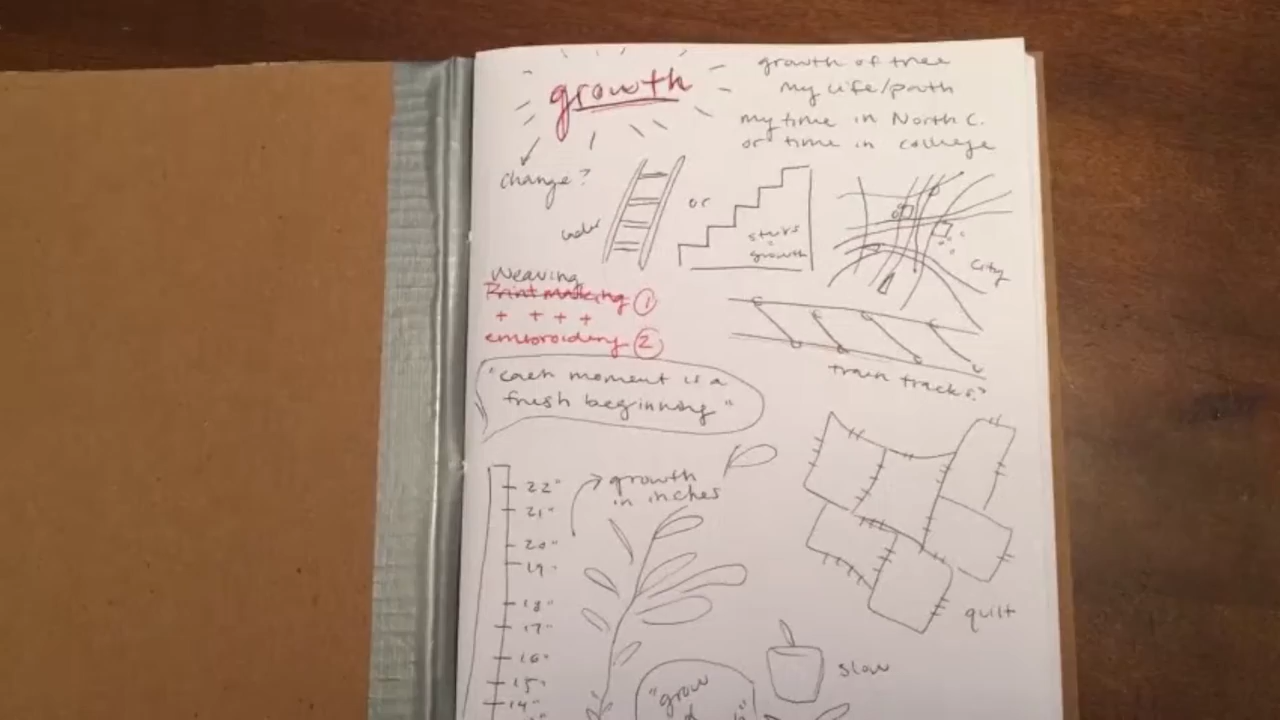 growth
growth of tree
my life/path
my time in North C.
or time in college
change?
ladder
or
stairs
=
growth
city
Weaving
Print making ①
+ + + +
embroidery ②
train tracks?
"each moment is a
fresh beginning"
growth
in inches
22"
21"
20"
19"
18"
17"
16"
15"
14"
quilt
slow
"grow